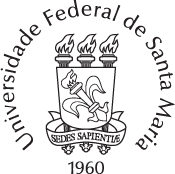 Universidade Federal de Santa Maria
SEDES SAPIENTIÆ
1960